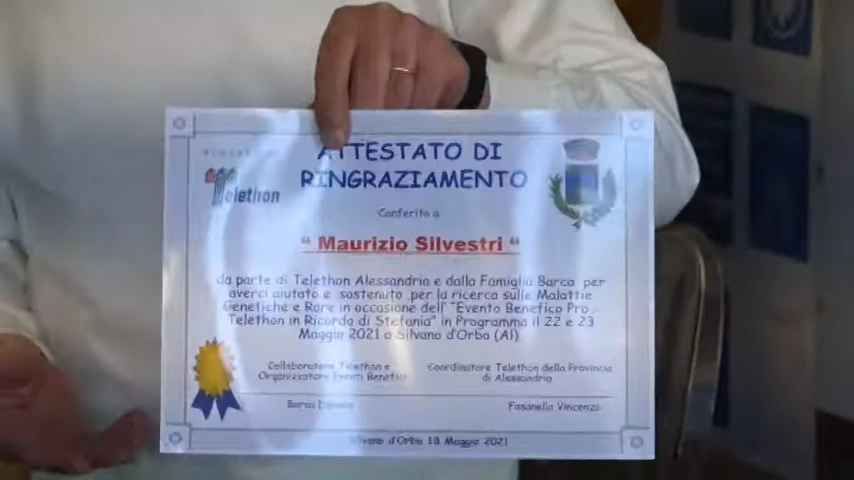 Telethon
ATTESTATO DI
RINGRAZIAMENTO
Conferito a
“ Maurizio Silvestri “
da parte di Telethon Alessandria e dalla Famiglia Barca per
averci aiutato e sostenuto per la ricerca sulle Malattie
Genetiche e Rare in occasione dell'"Evento Benefico Pro
Telethon in Ricordo di Stefania" in Programma il 22 e 23
Maggio 2021 a Silvano d'Orba (Al)
Collaboratore Telethon e
Organizzatore Eventi Benefici
Coordinatore Telethon della Provincia
di Alessandria
Barca
Fasanella Vincenzo
Silvano d'Orba 18 Maggio 2021